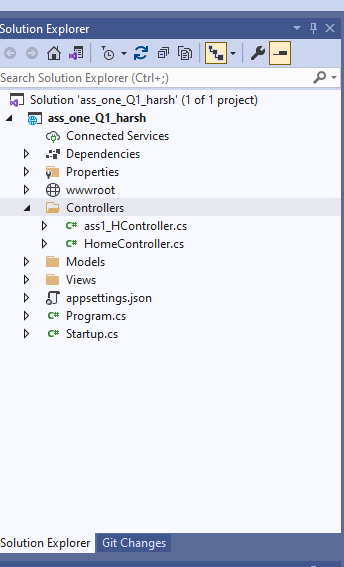 Solution Explorer
Search Solution Explorer (Ctrl+;)
Solution 'ass_one_Q1_harsh' (1 of 1 project)
ass_one_Q1_harsh
Connected Services
Dependencies
Properties
wwwroot
Controllers
C# ass1_HController.cs
C# HomeController.cs
Models
Views
appsettings.json
C# Program.cs
C# Startup.cs
Solution Explorer Git Changes